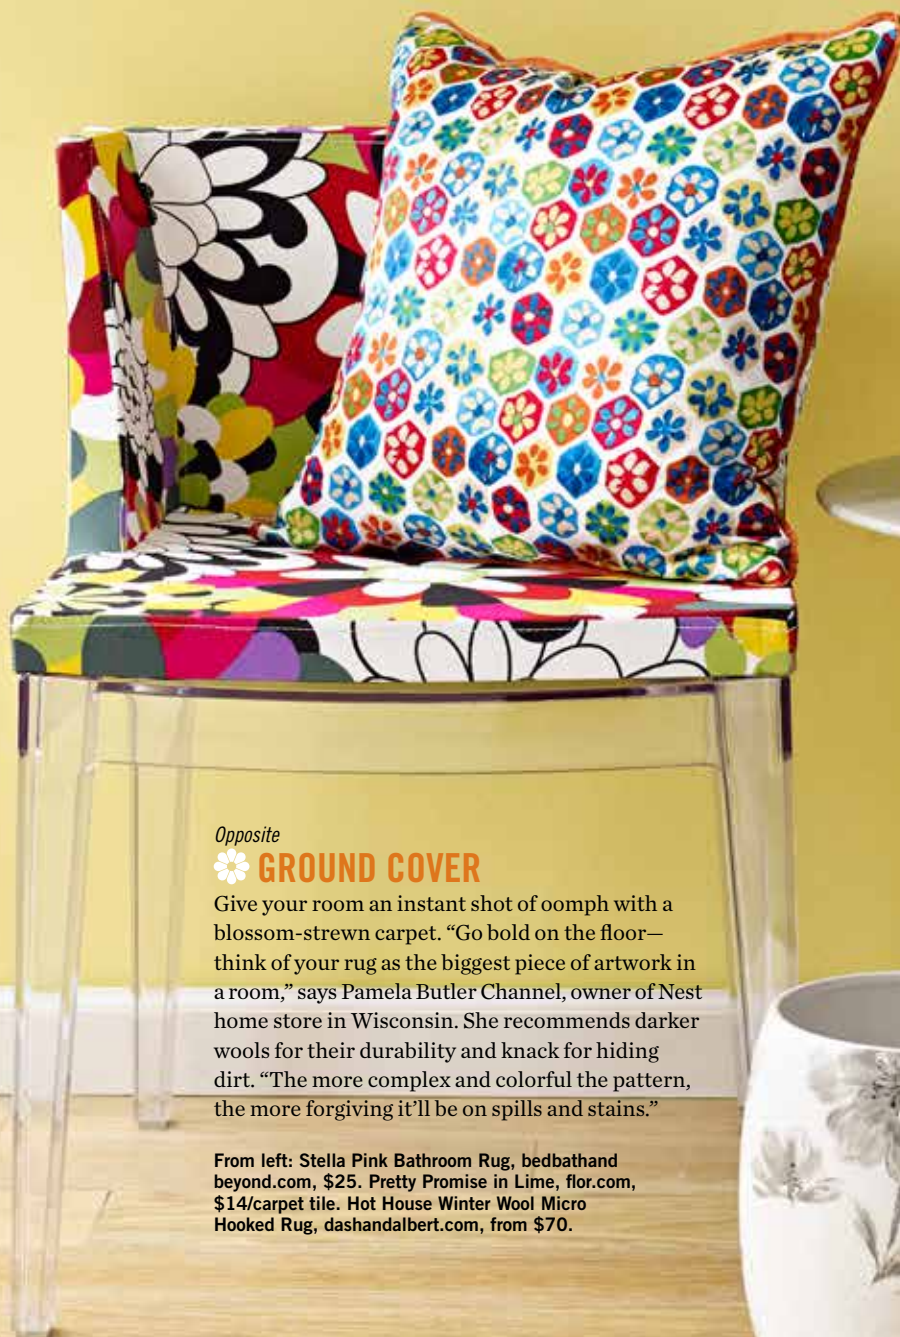 Opposite
GROUND COVER
Give your room an instant shot of oomph with a
blossom-strewn carpet. “Go bold on the floor—
think of your rug as the biggest piece of artwork in
a room,” says Pamela Butler Channel, owner of Nest
home store in Wisconsin. She recommends darker
wools for their durability and knack for hiding
dirt. “The more complex and colorful the pattern,
the more forgiving it’ll be on spills and stains.”
From left: Stella Pink Bathroom Rug, bedbathand
beyond.com, $25. Pretty Promise in Lime, flor.com,
$14/carpet tile. Hot House Winter Wool Micro
Hooked Rug, dashandalbert.com, from $70.